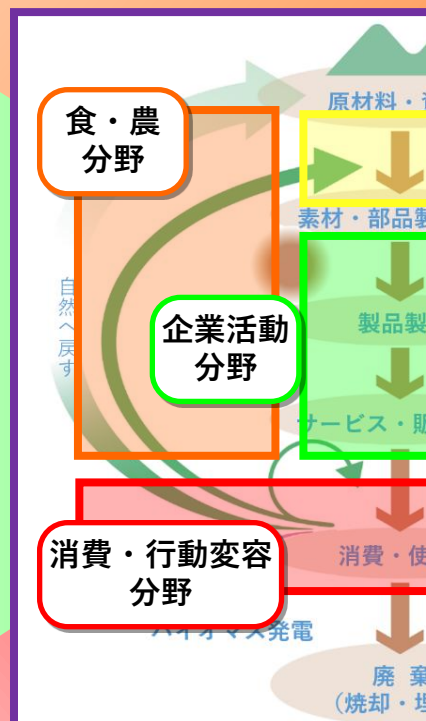 原材料・
食・農
分野
素材・部品製
自然へ戻す
企業活動
分野
製品製
サービス・販
消費・行動変容
分野
消費・使
バイオマス発電
廃 棄
(焼却・埋